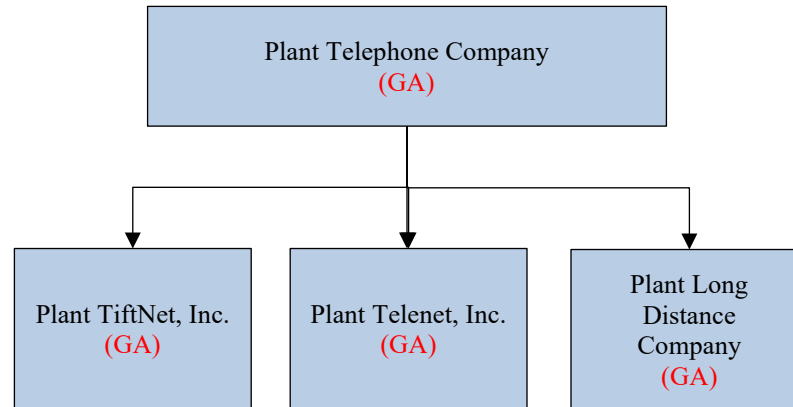 Plant Telephone Company
(GA)
Plant TiftNet, Inc.
(GA)
Plant Telenet, Inc.
(GA)
Plant Long
Distance
Company
(GA)